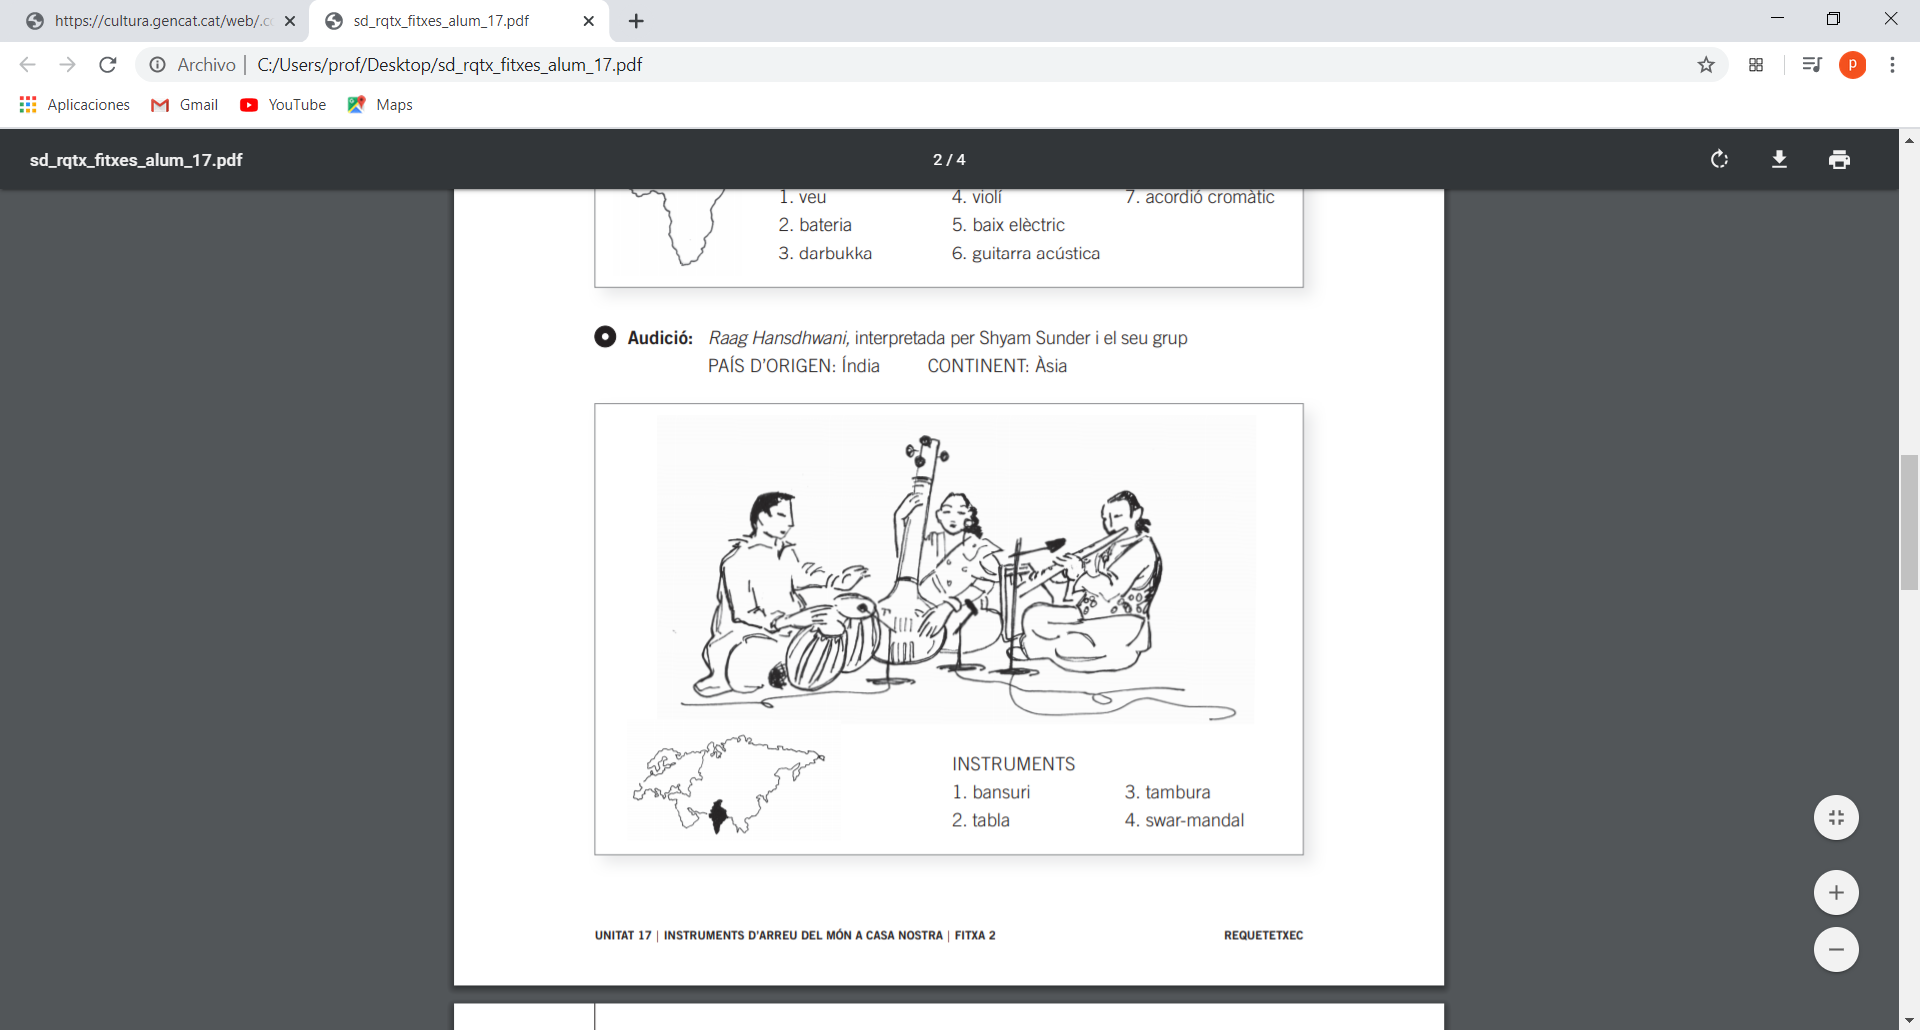 https://cultura.gencat.cat/web/.co
sd_rqtx_fitxes_alum_17.pdf
Archivo | C:/Users/prof/Desktop/sd_rqtx_fitxes_alum_17.pdf
P
Aplicaciones Gmail YouTube Maps
sd_rqtx_fitxes_alum_17.pdf 2 / 4
1. veu 4. violí 7. acordió cromàtic
2. bateria 5. baix elèctric
3. darbukka 6. guitarra acústica
Audició: Raag Hansdhwani, interpretada per Shyam Sunder i el seu grup
PAÍS D'ORIGEN: Índia CONTINENT: Àsia
INSTRUMENTS
1. bansuri 3. tambura
2. tabla 4. swar-mandal
UNITAT 17 | INSTRUMENTS D'ARREU DEL MÓN A CASA NOSTRA | FITXA 2 REQUETETXEC